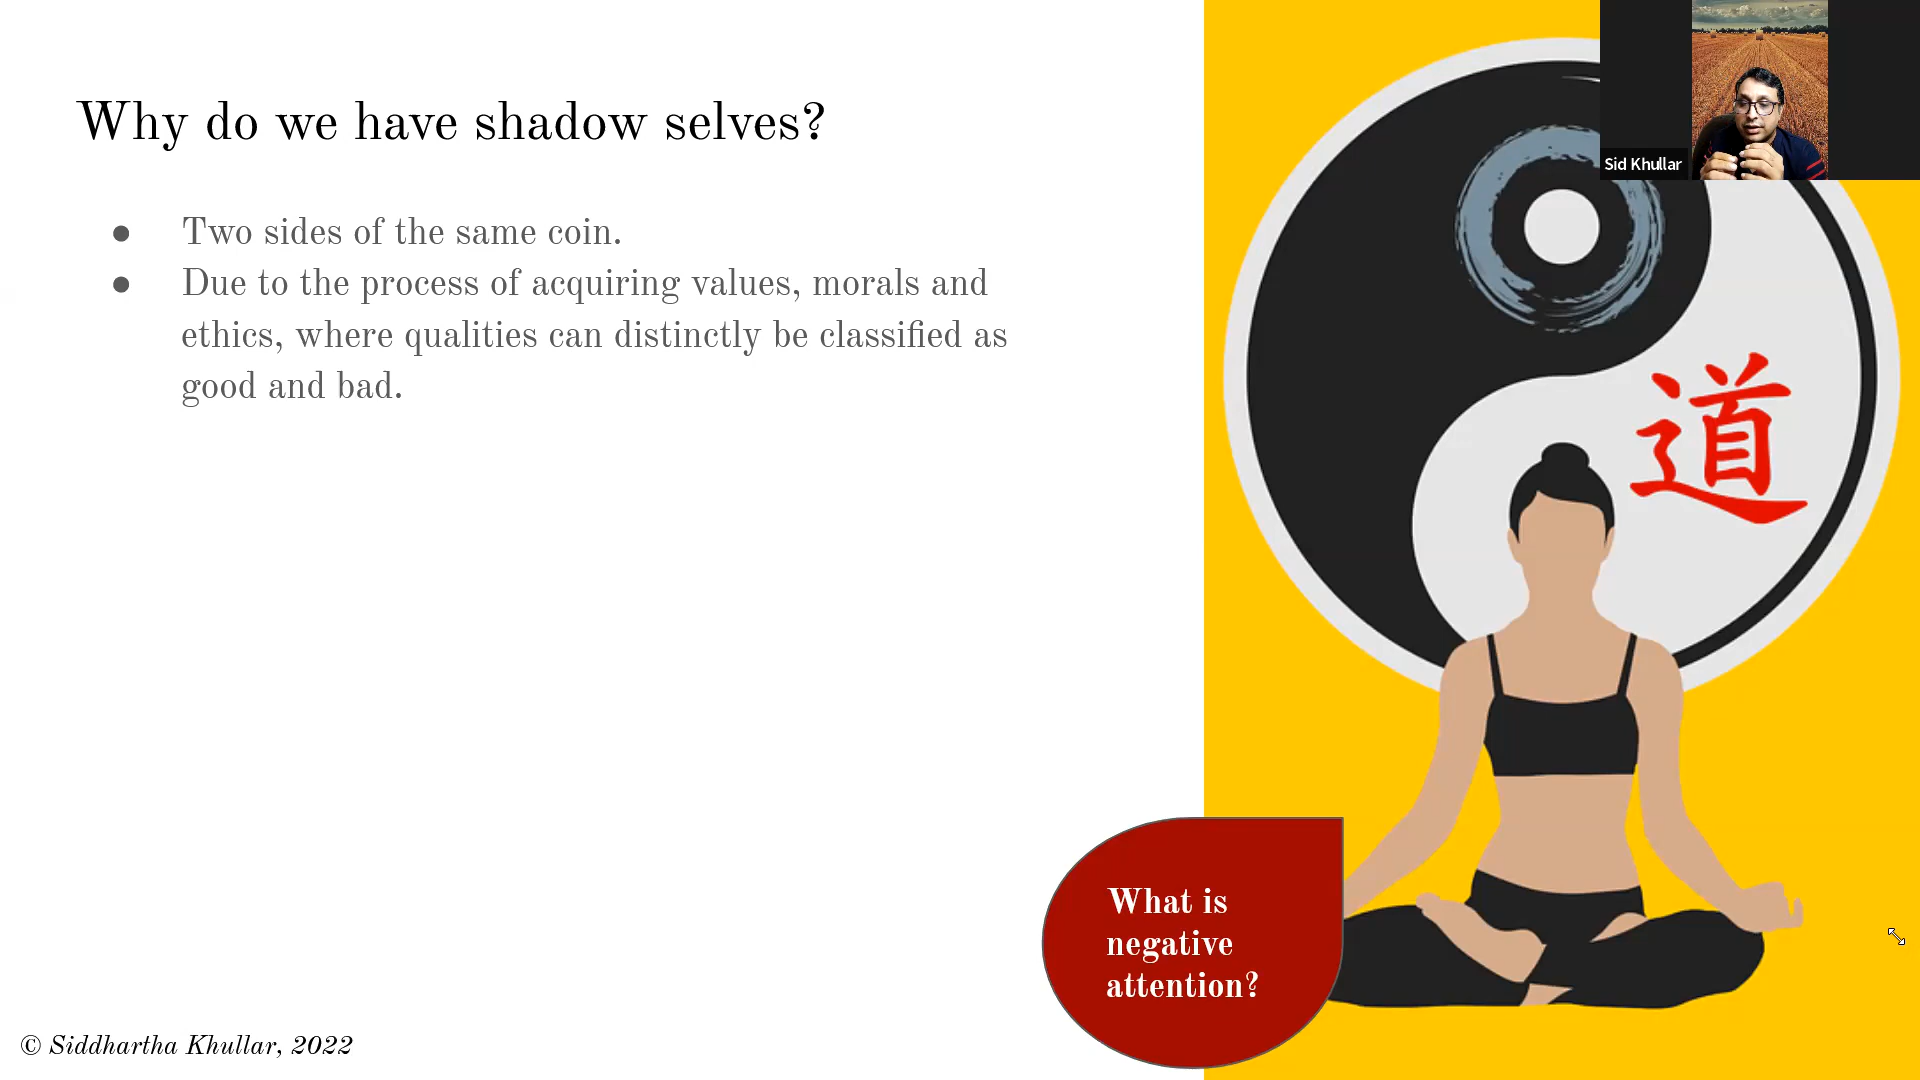 Why do we have shadow selves?
● Two sides of the same coin.
● Due to the process of acquiring values, morals and
ethics, where qualities can distinctly be classified as
good and bad.
Sid Khullar
道
What is
negative
attention?
© Siddhartha Khullar, 2022